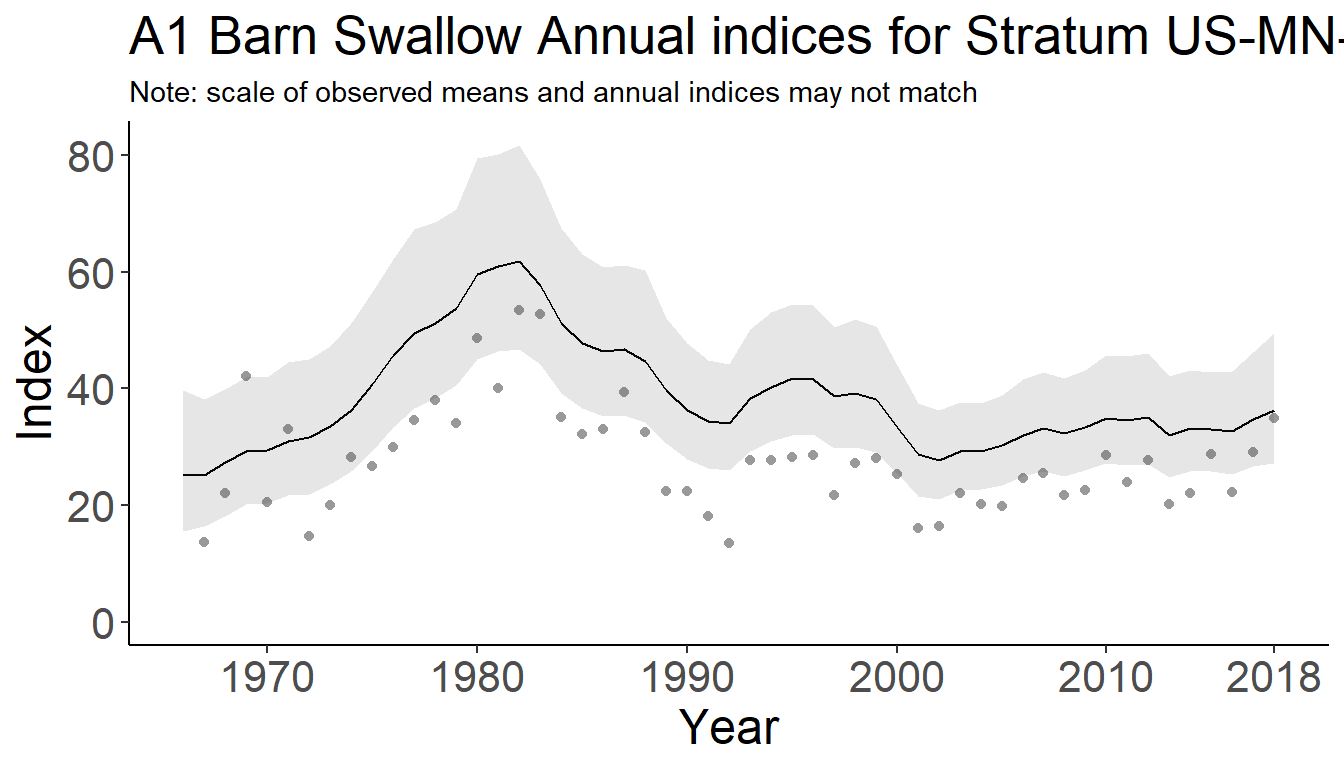 A1 Barn Swallow Annual indices for Stratum US-MN-
Note: scale of observed means and annual indices may not match
80
60
40
20
0
Index
1970 1980 1990 2000 2010 2018
Year